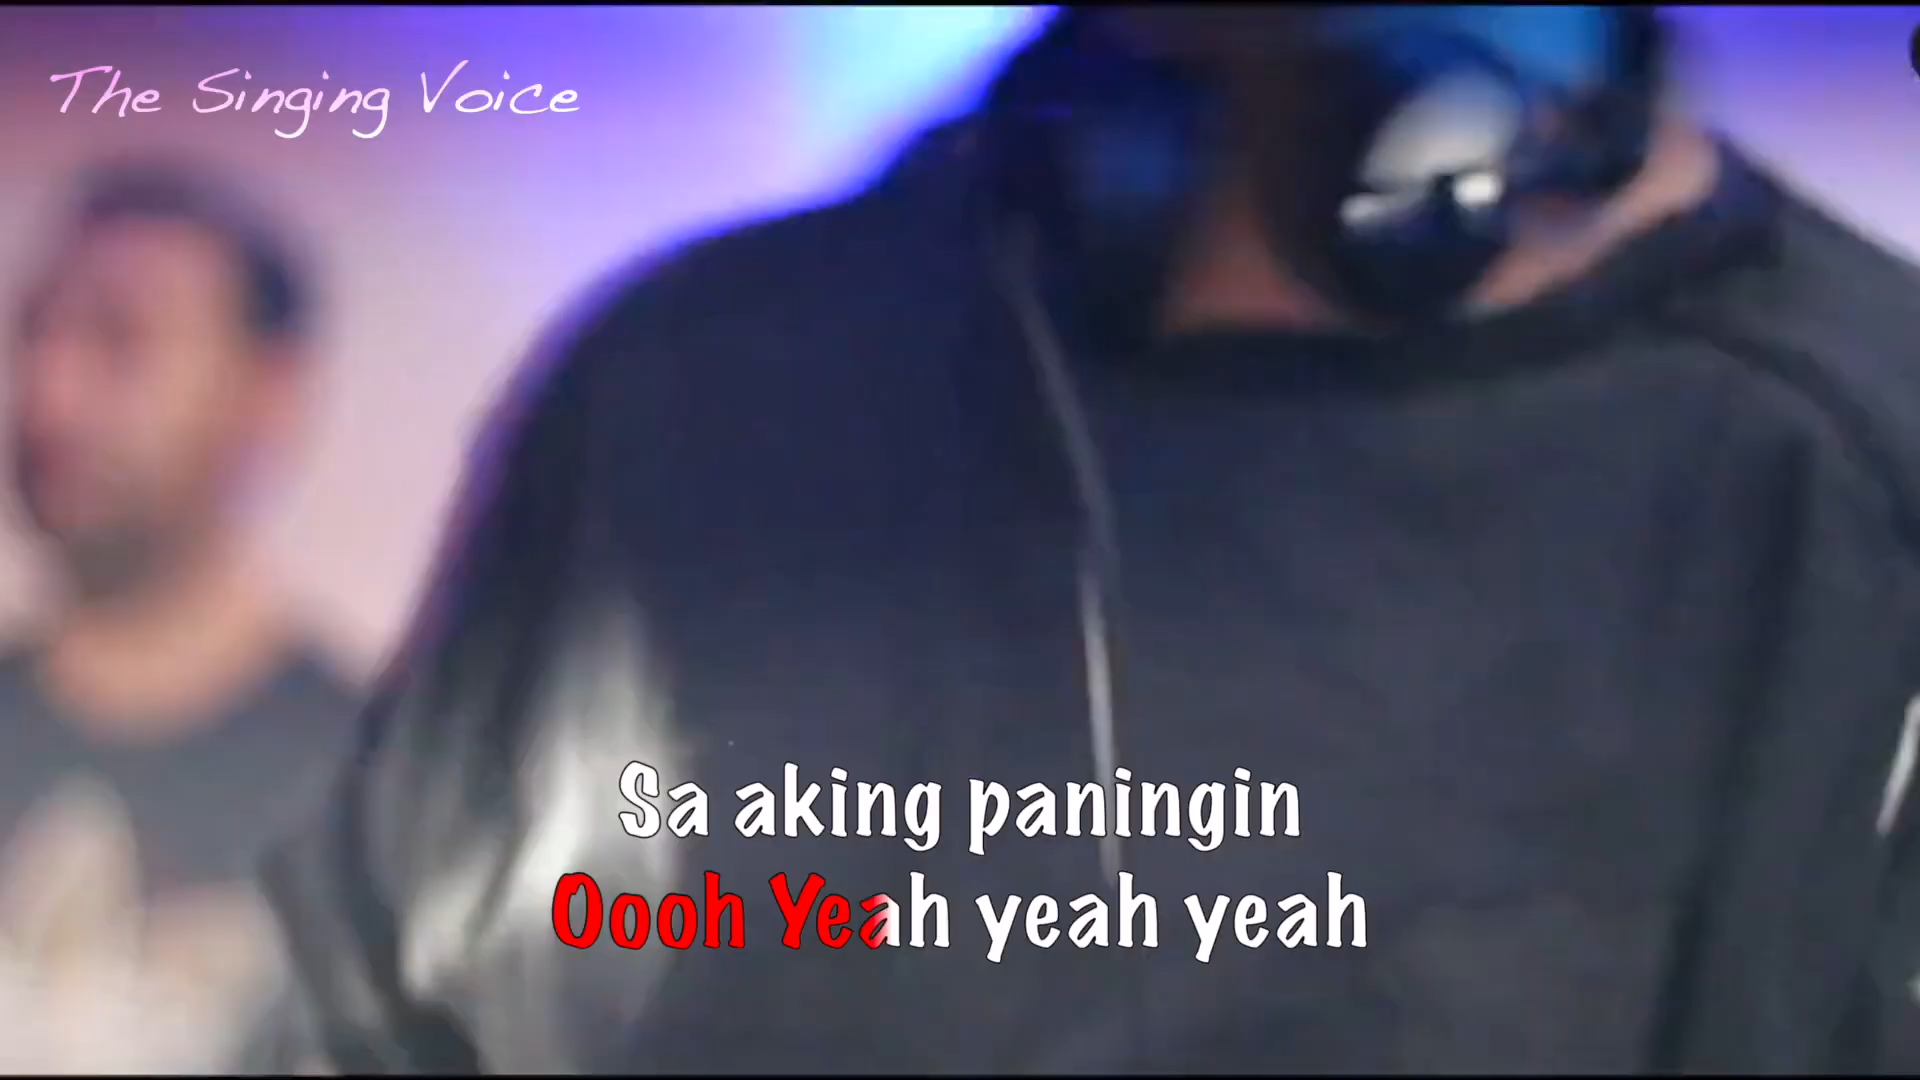 The Singing Voice
Sa aking paningin
Oooh Yeah yeah yeah